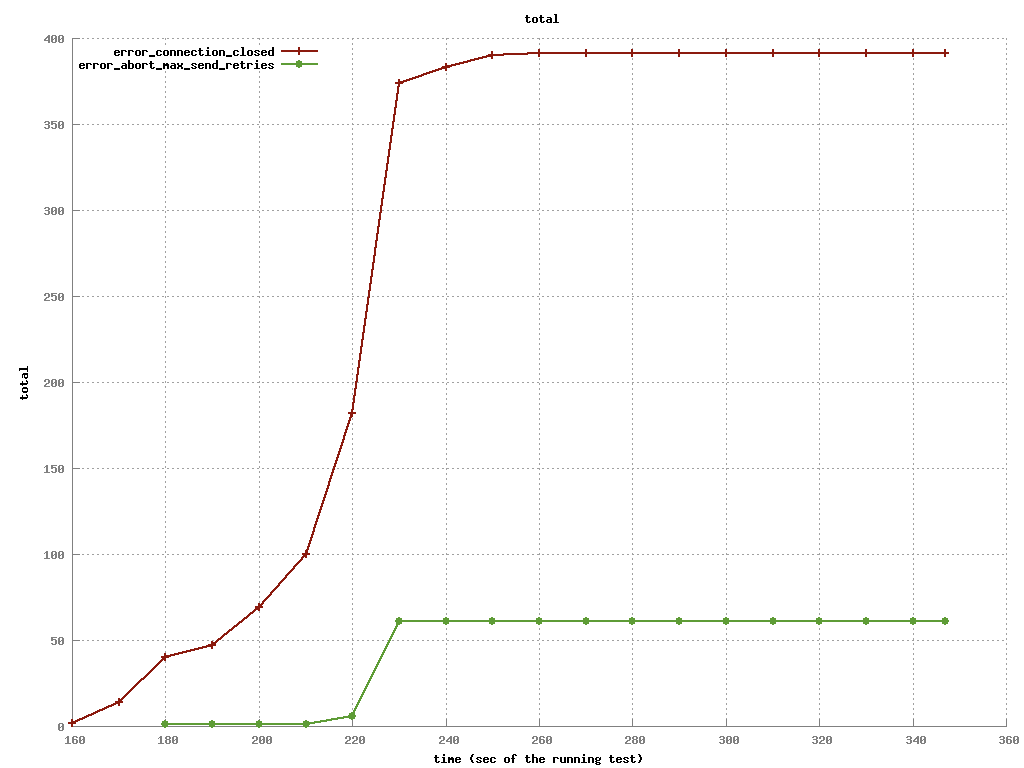 total
error_connection_closed
error_abort_max_send_retries
400
350
300
250
200
150
100
50
0
total
160 180 200 220 240 260 280 300 320 340 360
time (sec of the running test)